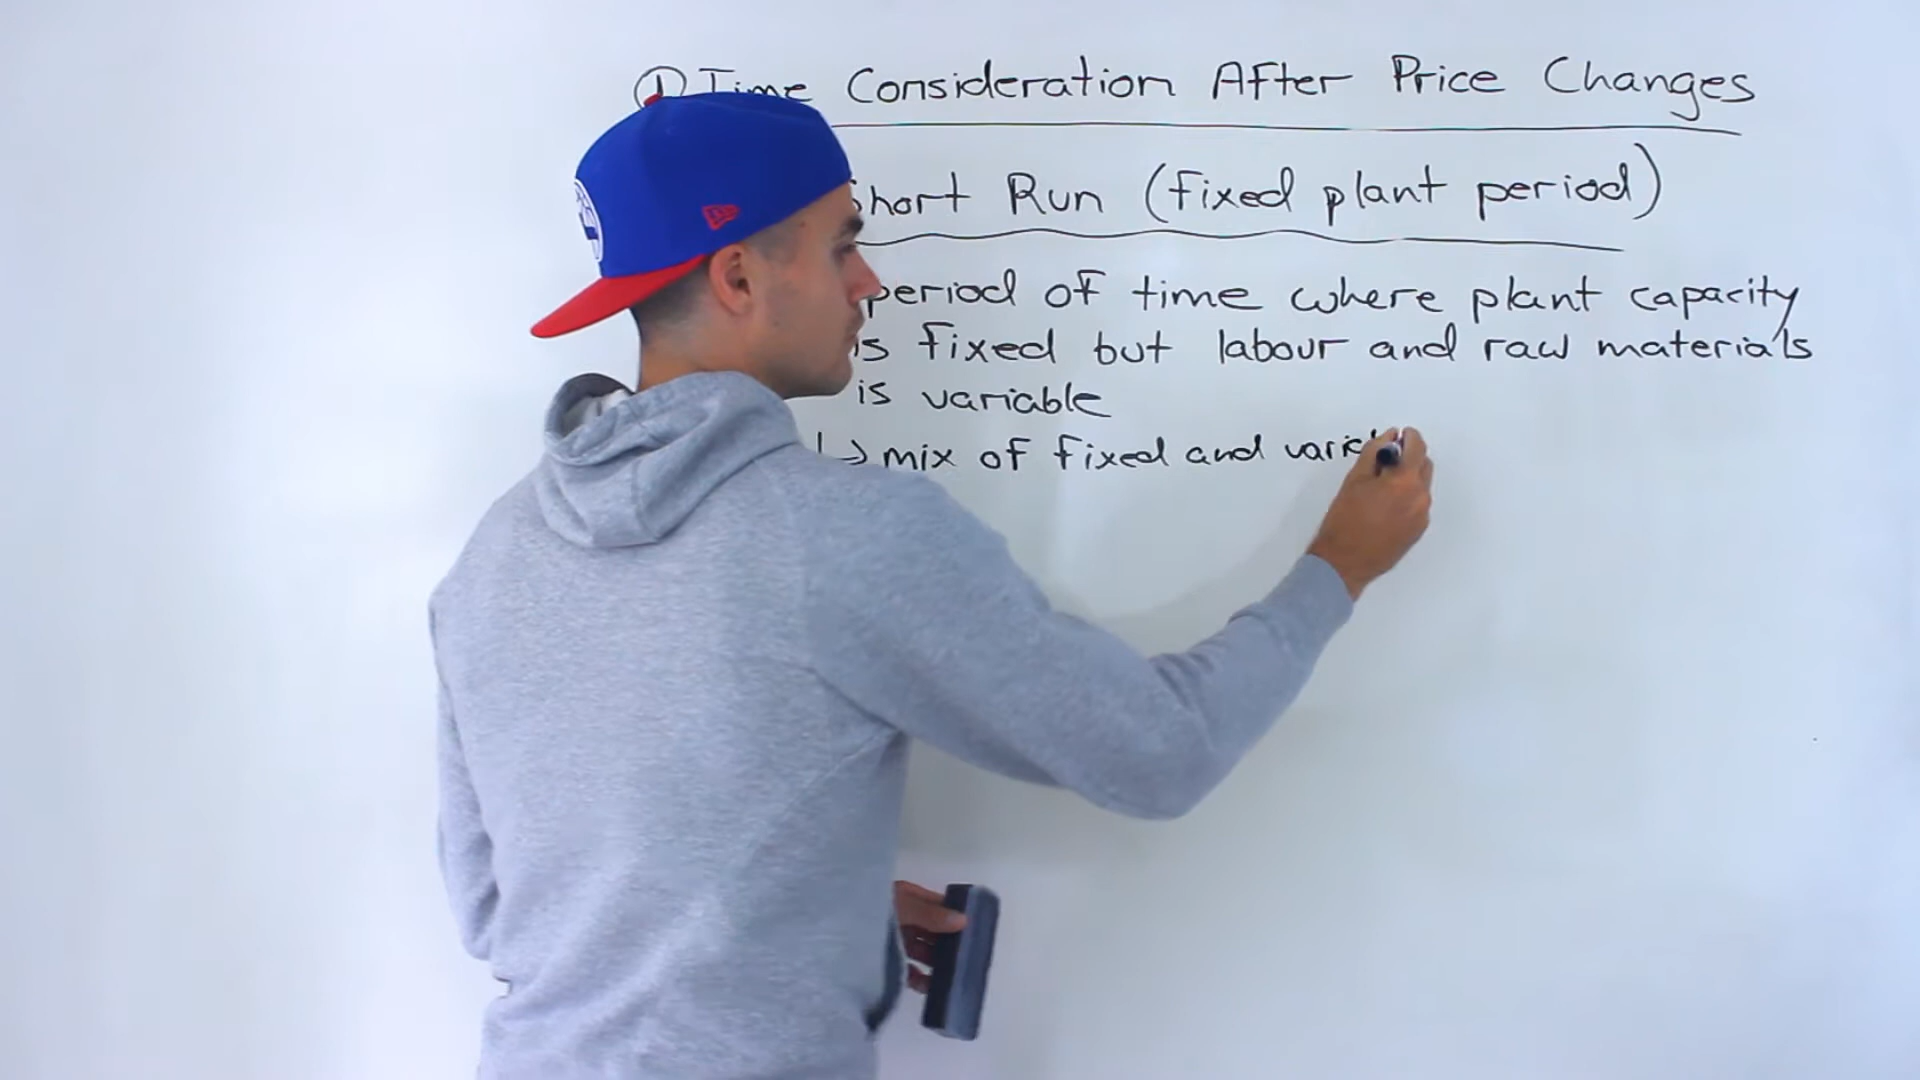 ① Time Consideration After Price Changes
Short Run (fixed plant period)
period of time where plant capacity
is fixed but labour and raw materials
is variable
↳ mix of fixed and